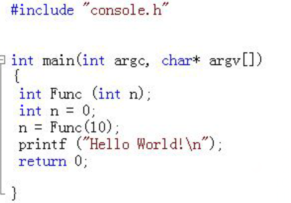 #include "console.h"
int main(int argc, char* argv[])
{
int Func (int n);
int n = 0;
n = Func(10);
printf ("Hello World!\n");
return 0;
}